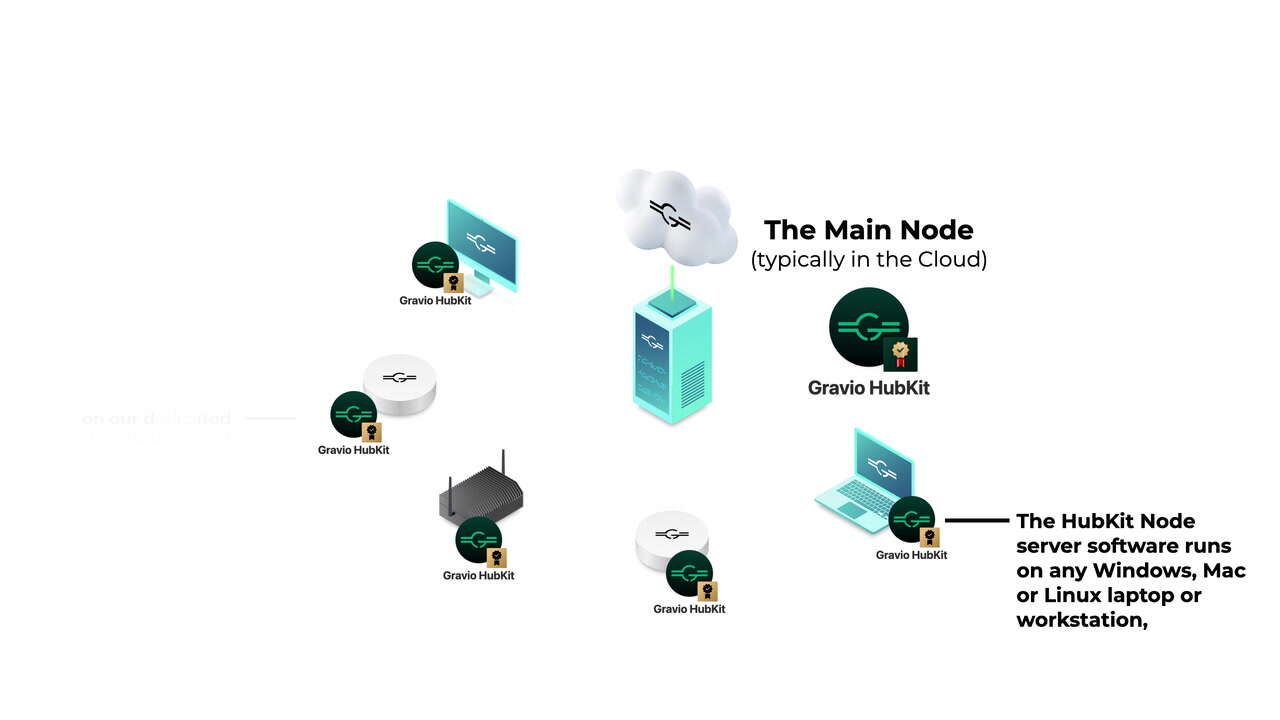 The Main Node
(typically in the Cloud)
Gravio HubKit
Gravio HubKit
Gravio HubKit
on our dedicated
Gravio HubKit
Gravio HubKit
Gravio HubKit
The HubKit Node
server software runs
on any Windows, Mac
or Linux laptop or
workstation,